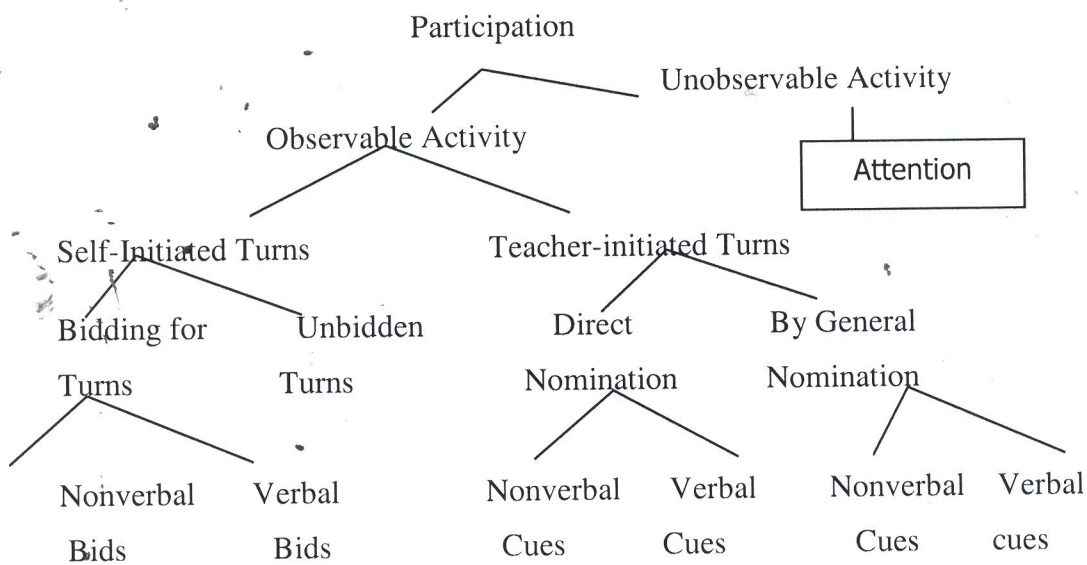 Participation
Unobservable Activity
Observable Activity
Attention
Self-Initiated Turns
Teacher-initiated Turns
Bidding for
Turns
Unbidden
Turns
Direct
Nomination
By General
Nomination
Nonverbal
Bids
Verbal
Bids
Nonverbal
Cues
Verbal
Cues
Nonverbal
Cues
Verbal
cues